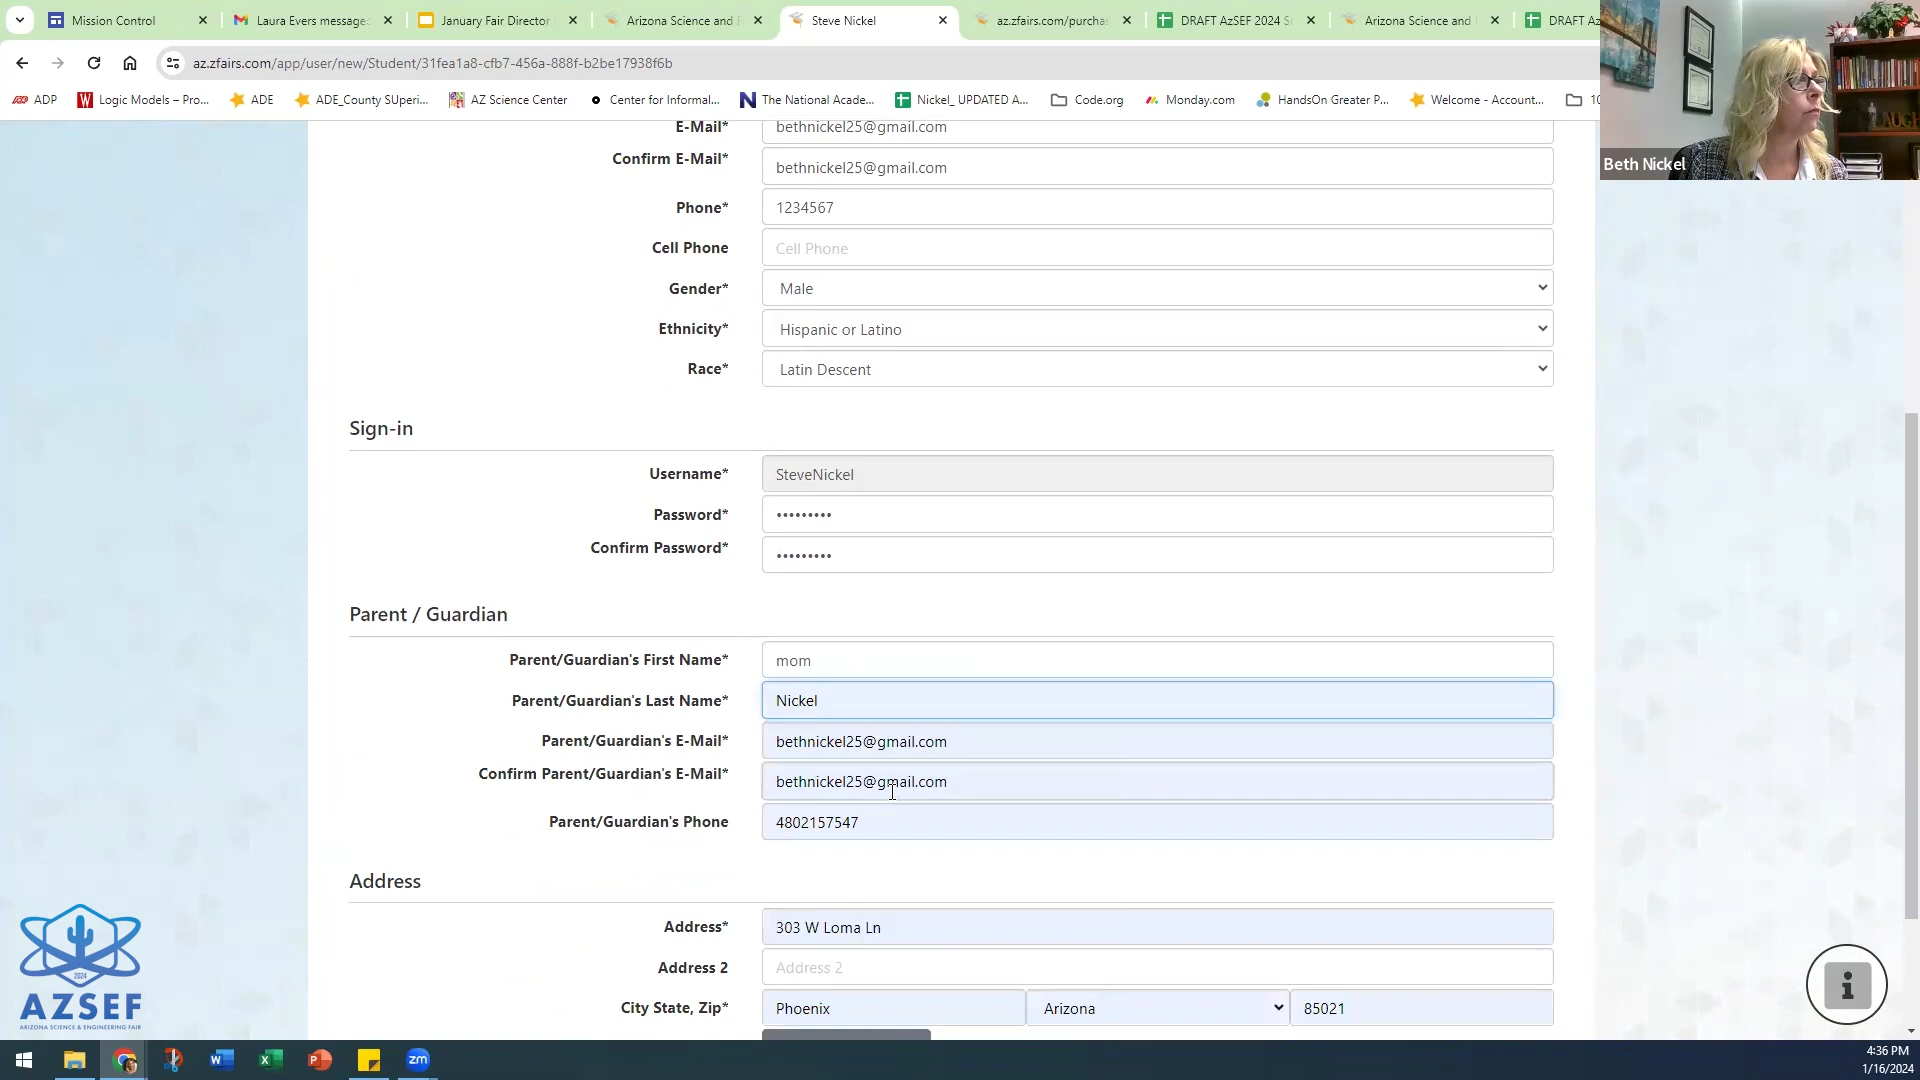 Mission Control
Laura Evers message
January Fair Director
Arizona Science and
Steve Nickel
az.zfairs.com/purcha
DRAFT AzSEF 2024 S
Arizona Science and
DRAFT Az
az.zfairs.com/app/user/new/Student/31fea1a8-cfb7-456a-888f-b2be17938f6b
ADP
Logic Models – Pro...
ADE
ADE_County SUperi...
AZ Science Center
Center for Informal...
The National Acade...
Nickel_ UPDATED A...
Code.org
Monday.com
HandsOn Greater P...
Welcome - Account...
10
Beth Nickel
E-Mail* bethnickel25@gmail.com
Confirm E-Mail* bethnickel25@gmail.com
Phone* 1234567
Cell Phone Cell Phone
Gender* Male
Ethnicity* Hispanic or Latino
Race* Latin Descent
Sign-in
Username* SteveNickel
Password* •••••••••
Confirm Password* •••••••••
Parent / Guardian
Parent/Guardian's First Name* mom
Parent/Guardian's Last Name* Nickel
Parent/Guardian's E-Mail* bethnickel25@gmail.com
Confirm Parent/Guardian's E-Mail* bethnickel25@gmail.com
Parent/Guardian's Phone 4802157547
Address
Address* 303 W Loma Ln
Address 2 Address 2
City State, Zip* Phoenix Arizona 85021
2024
AZSEF
ARIZONA SCIENCE & ENGINEERING FAIR
4:36 PM
1/16/2024